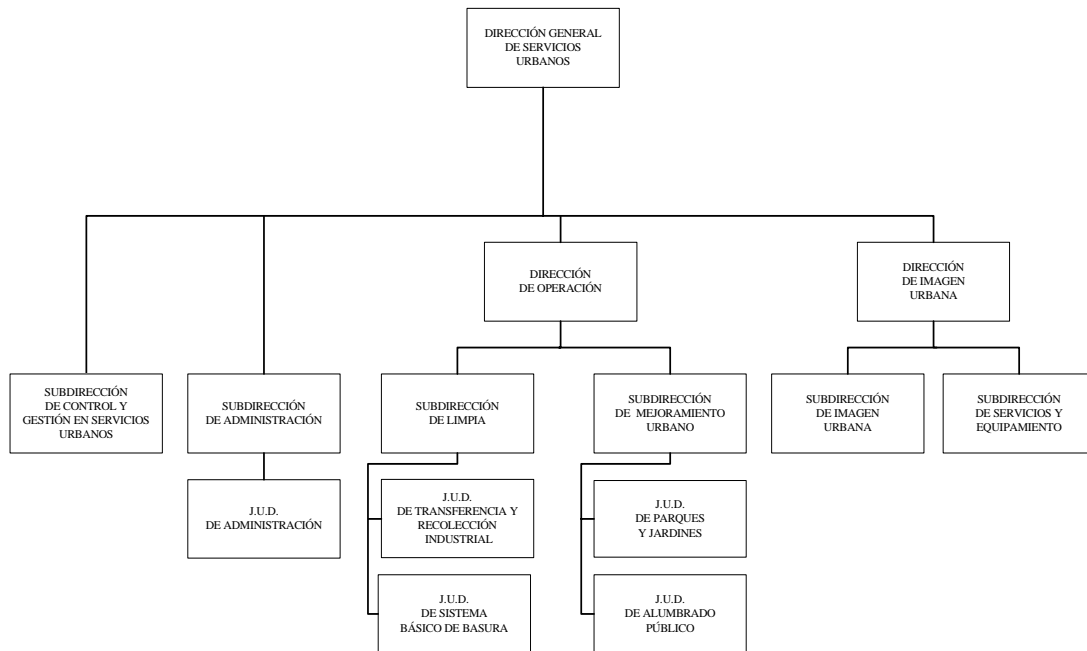 DIRECCIÓN GENERAL
DE SERVICIOS
URBANOS
DIRECCIÓN
DE OPERACIÓN
DIRECCIÓN
DE IMAGEN
URBANA
SUBDIRECCIÓN
DE CONTROL Y
GESTIÓN EN SERVICIOS
URBANOS
SUBDIRECCIÓN
DE ADMINISTRACIÓN
SUBDIRECCIÓN
DE LIMPIA
SUBDIRECCIÓN
DE MEJORAMIENTO
URBANO
SUBDIRECCIÓN
DE IMAGEN
URBANA
SUBDIRECCIÓN
DE SERVICIOS Y
EQUIPAMIENTO
J.U.D.
DE ADMINISTRACIÓN
J.U.D.
DE TRANSFERENCIA Y
RECOLECCIÓN
INDUSTRIAL
J.U.D.
DE PARQUES
Y JARDINES
J.U.D.
DE SISTEMA
BÁSICO DE BASURA
J.U.D.
DE ALUMBRADO
PÚBLICO